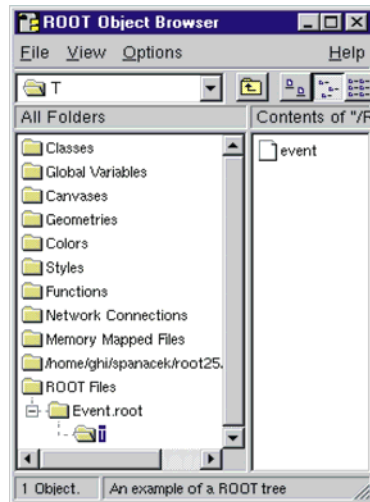 ROOT Object Browser
File View Options Help
T
All Folders Contents of "/R
Classes event
Global Variables
Canvases
Geometries
Colors
Styles
Functions
Network Connections
Memory Mapped Files
/home/ghi/spanacek/root25.
ROOT Files
Event.root
T
1 Object. An example of a ROOT tree